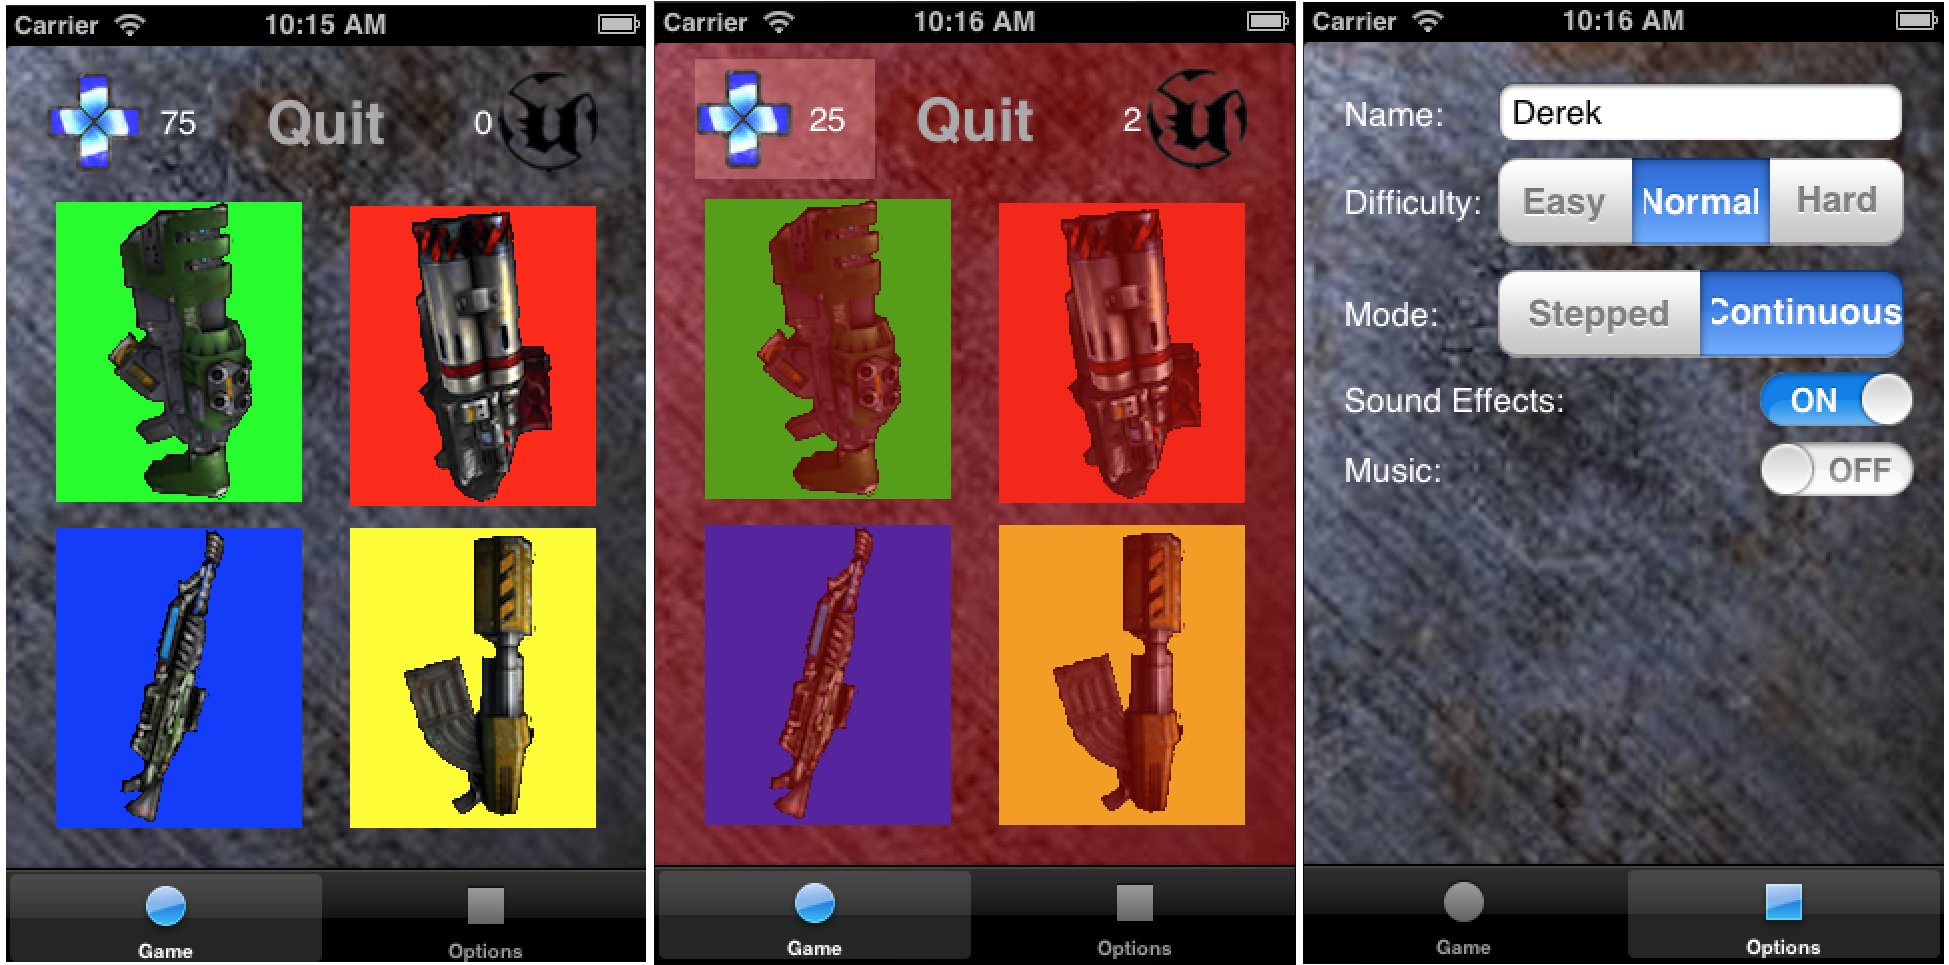 Carrier 10:15 AM
75 Quit 0
Game Options
Carrier 10:16 AM
25 Quit 2
Game Options
Carrier 10:16 AM
Name: Derek
Difficulty: Easy Normal Hard
Mode: Stepped Continuous
Sound Effects: ON
Music: OFF
Game Options